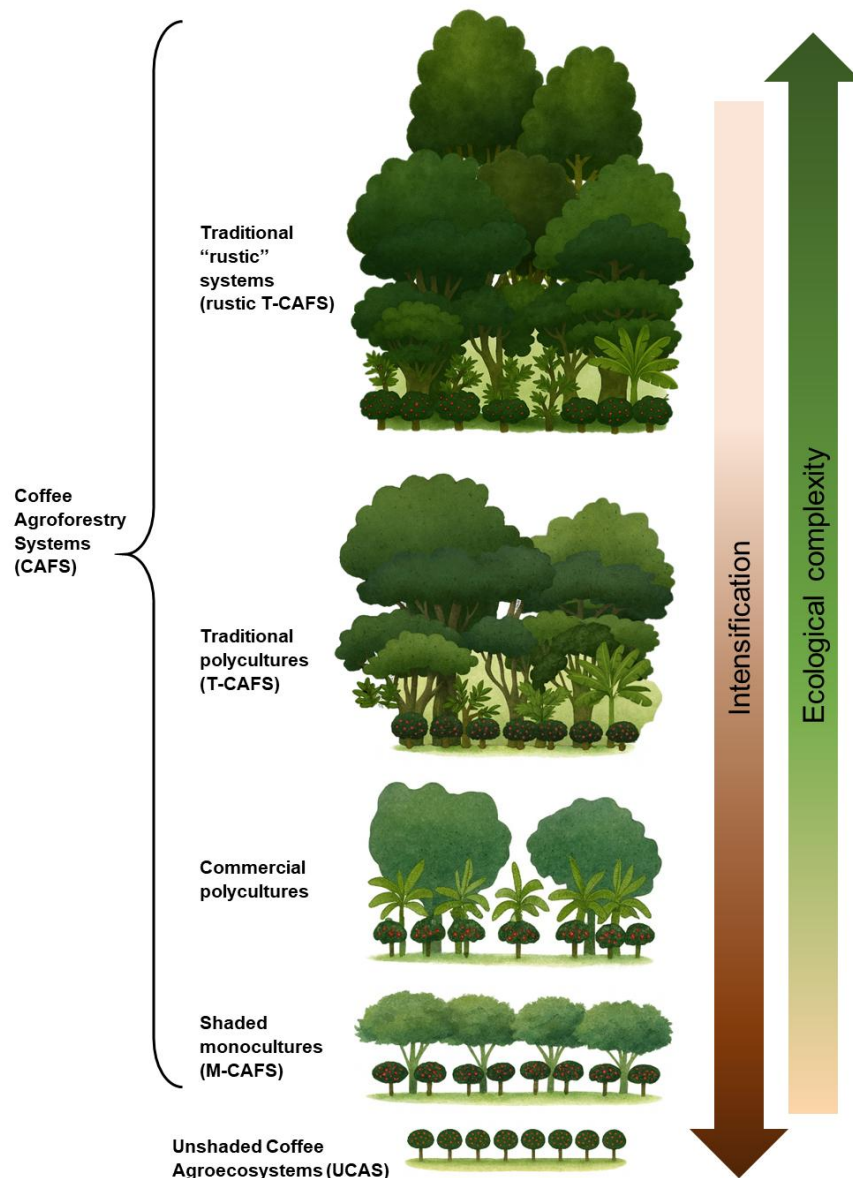 Traditional
“rustic”
systems
(rustic T-CAFS)
Coffee
Agroforestry
Systems
(CAFS)
Traditional
polycultures
(T-CAFS)
Commercial
polycultures
Shaded
monocultures
(M-CAFS)
Unshaded Coffee
Agroecosystems (UCAS)
Intensification
Ecological complexity